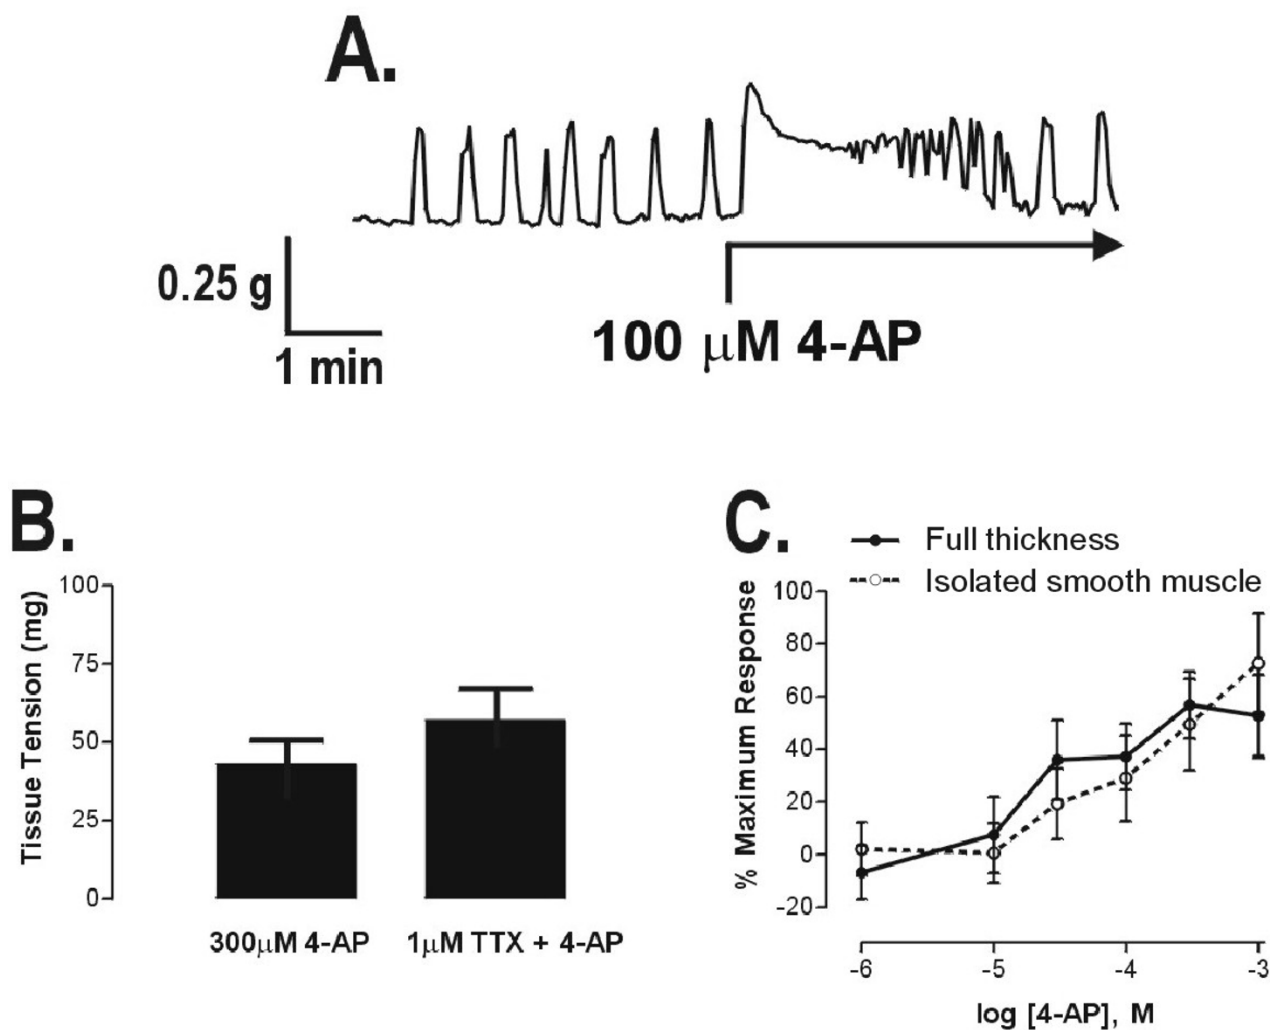 A.
0.25 g
1 min
100 μM 4-AP
B.
Tissue Tension (mg)
100
75
50
25
0
300μM 4-AP
1μM TTX + 4-AP
C.
Full thickness
Isolated smooth muscle
% Maximum Response
100
80
60
40
20
0
-20
-6
-5
-4
-3
log [4-AP], M